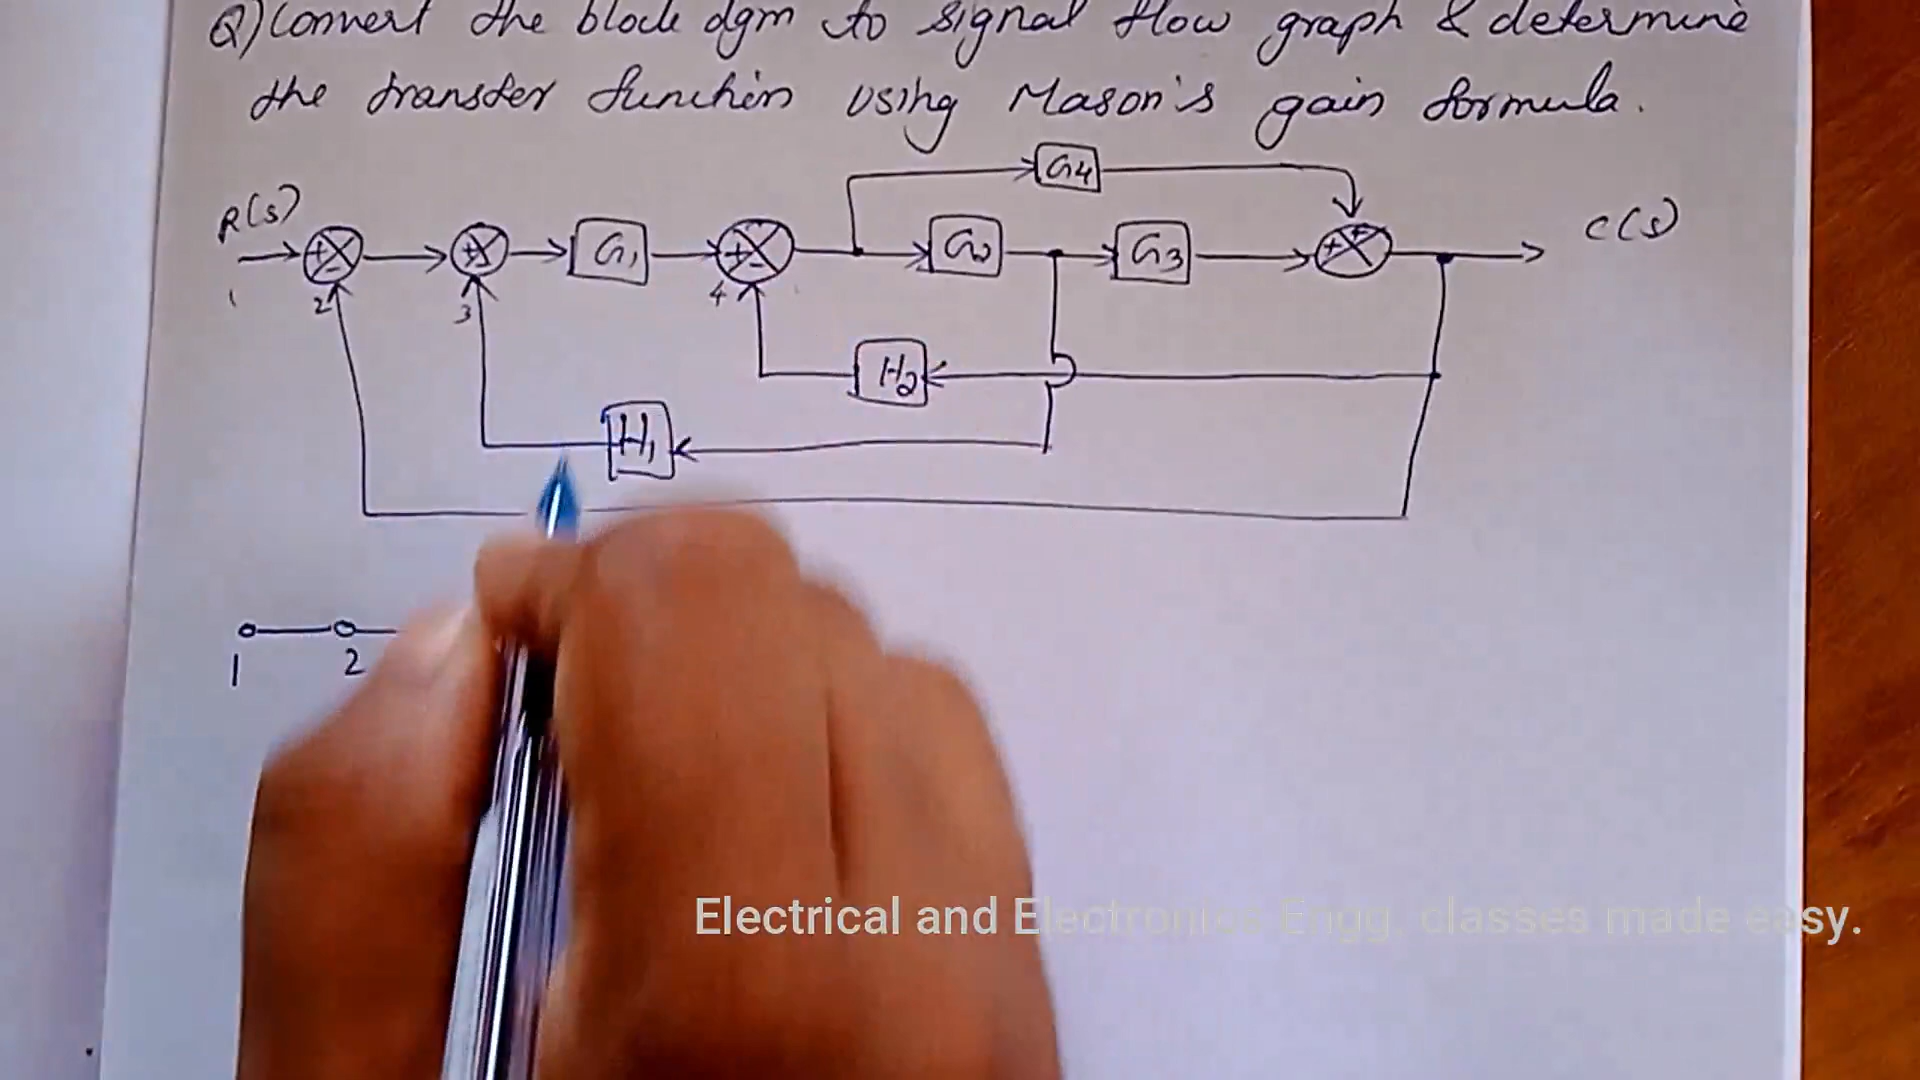 Q) Convert the block dgm to signal flow graph & determine
the transfer function using Mason's gain formula.
G4
R(s) G1 G2 G3 C(s)
+ - + + - + +
1 2 3 4
H2
H1
1 2
Electrical and Electronics Engg. classes made easy.